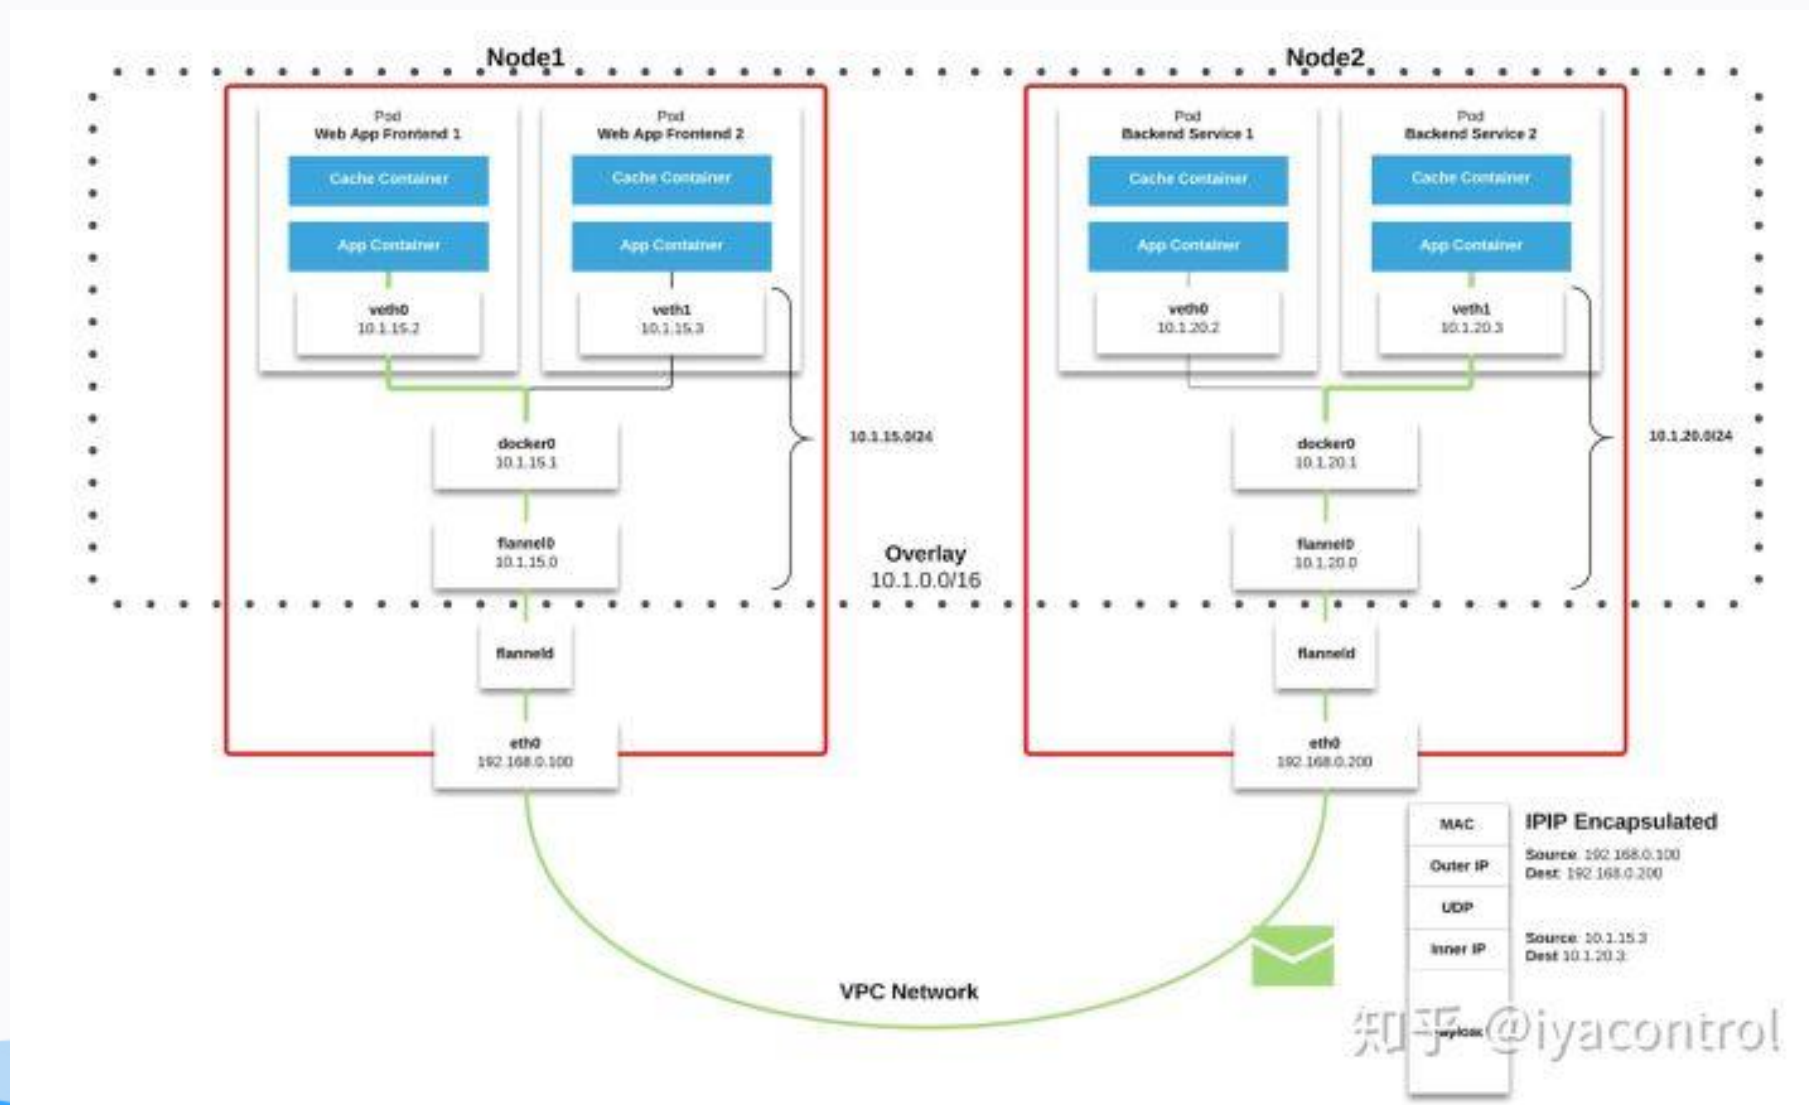 Node1
Node2
Pod
Web App Frontend 1
Pod
Web App Frontend 2
Pod
Backend Service 1
Pod
Backend Service 2
Cache Container
Cache Container
Cache Container
Cache Container
App Container
App Container
App Container
App Container
veth0
10.1.15.2
veth1
10.1.15.3
veth0
10.1.20.2
veth1
10.1.20.3
docker0
10.1.15.1
10.1.15.0/24
docker0
10.1.20.1
10.1.20.0/24
flannel0
10.1.15.0
Overlay
10.1.0.0/16
flannel0
10.1.20.0
flanneld
flanneld
eth0
192.168.0.100
eth0
192.168.0.200
MAC
IPIP Encapsulated
Outer IP
Source: 192.168.0.100
Dest: 192.168.0.200
UDP
Inner IP
Source: 10.1.15.3
Dest 10.1.20.3
VPC Network
知乎 @iyacontrol